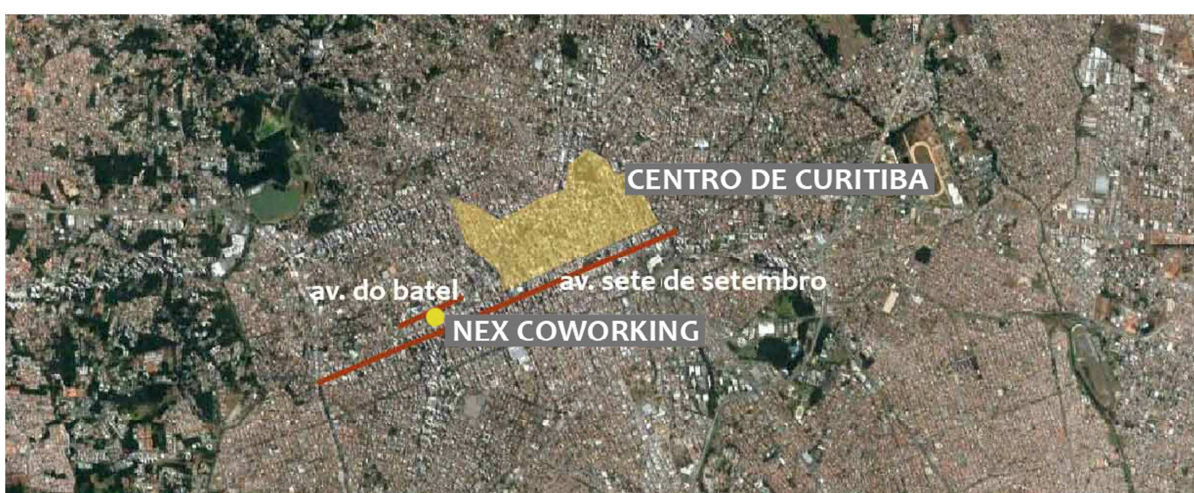 CENTRO DE CURITIBA
av. sete de setembro
av. do batel
NEX COWORKING